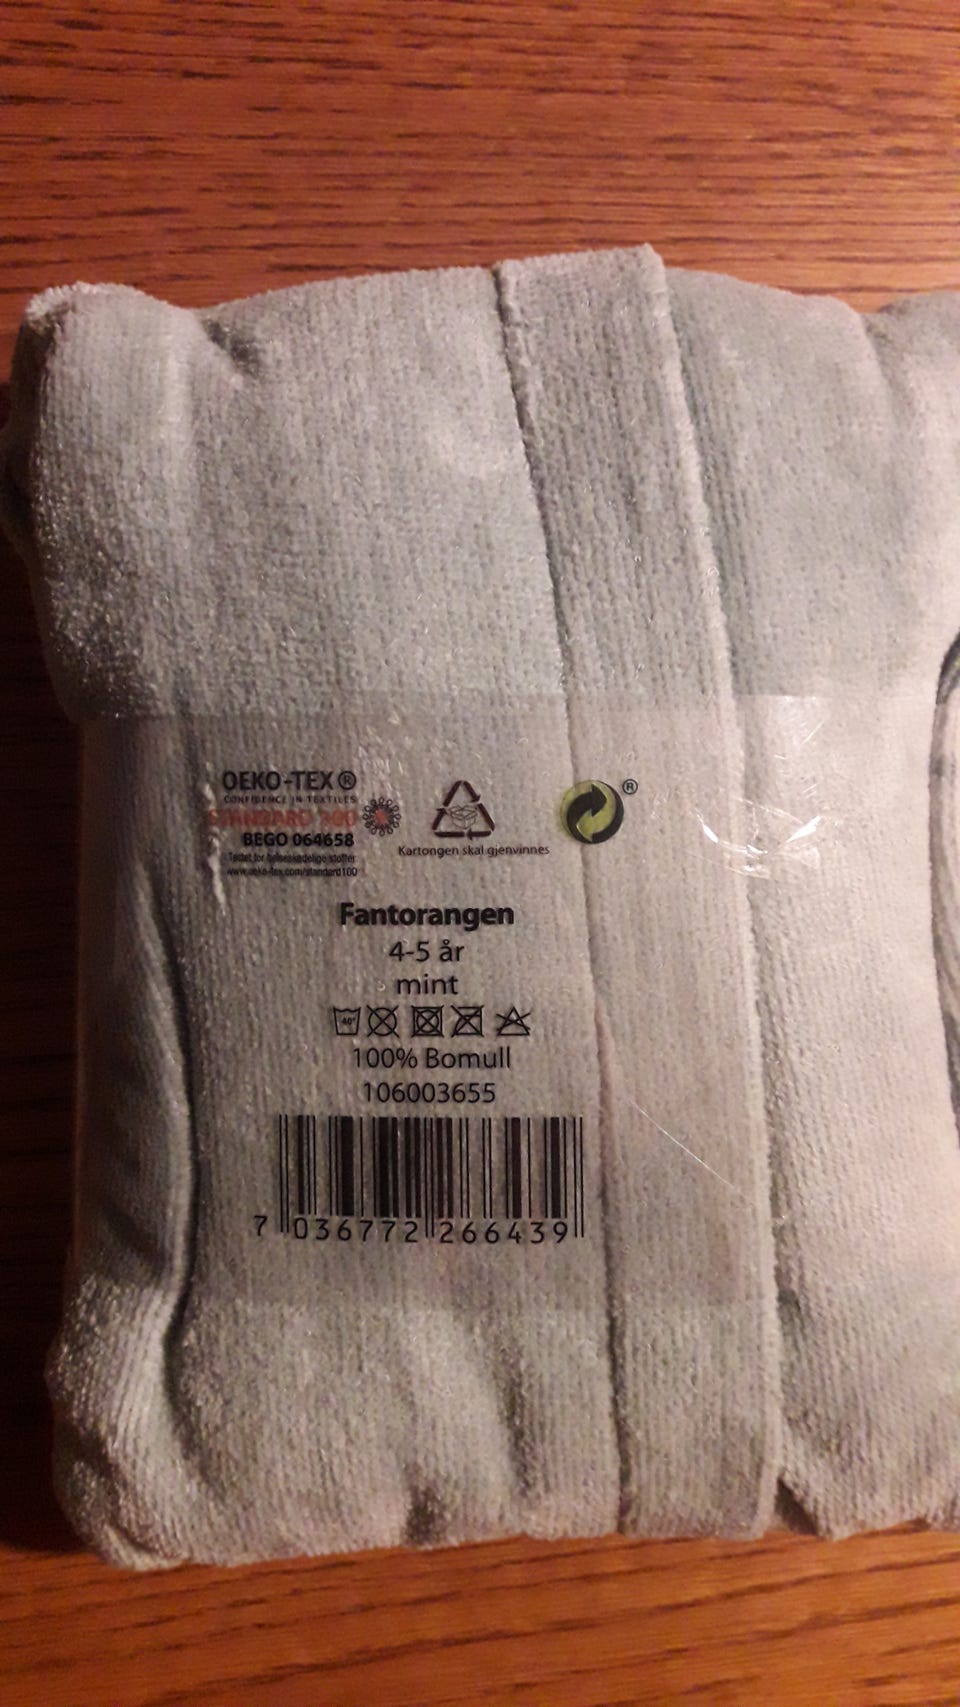 OEKO-TEX®
CONFIDENCE IN TEXTILES
STANDARD 100
BEGO 064658
Testet for helseskadelige stoffer
www.oeko-tex.com/standard100
Kartongen skal gjenvinnes
®
Fantorangen
4-5 år
mint
40°
100% Bomull
106003655
7 036772 266439